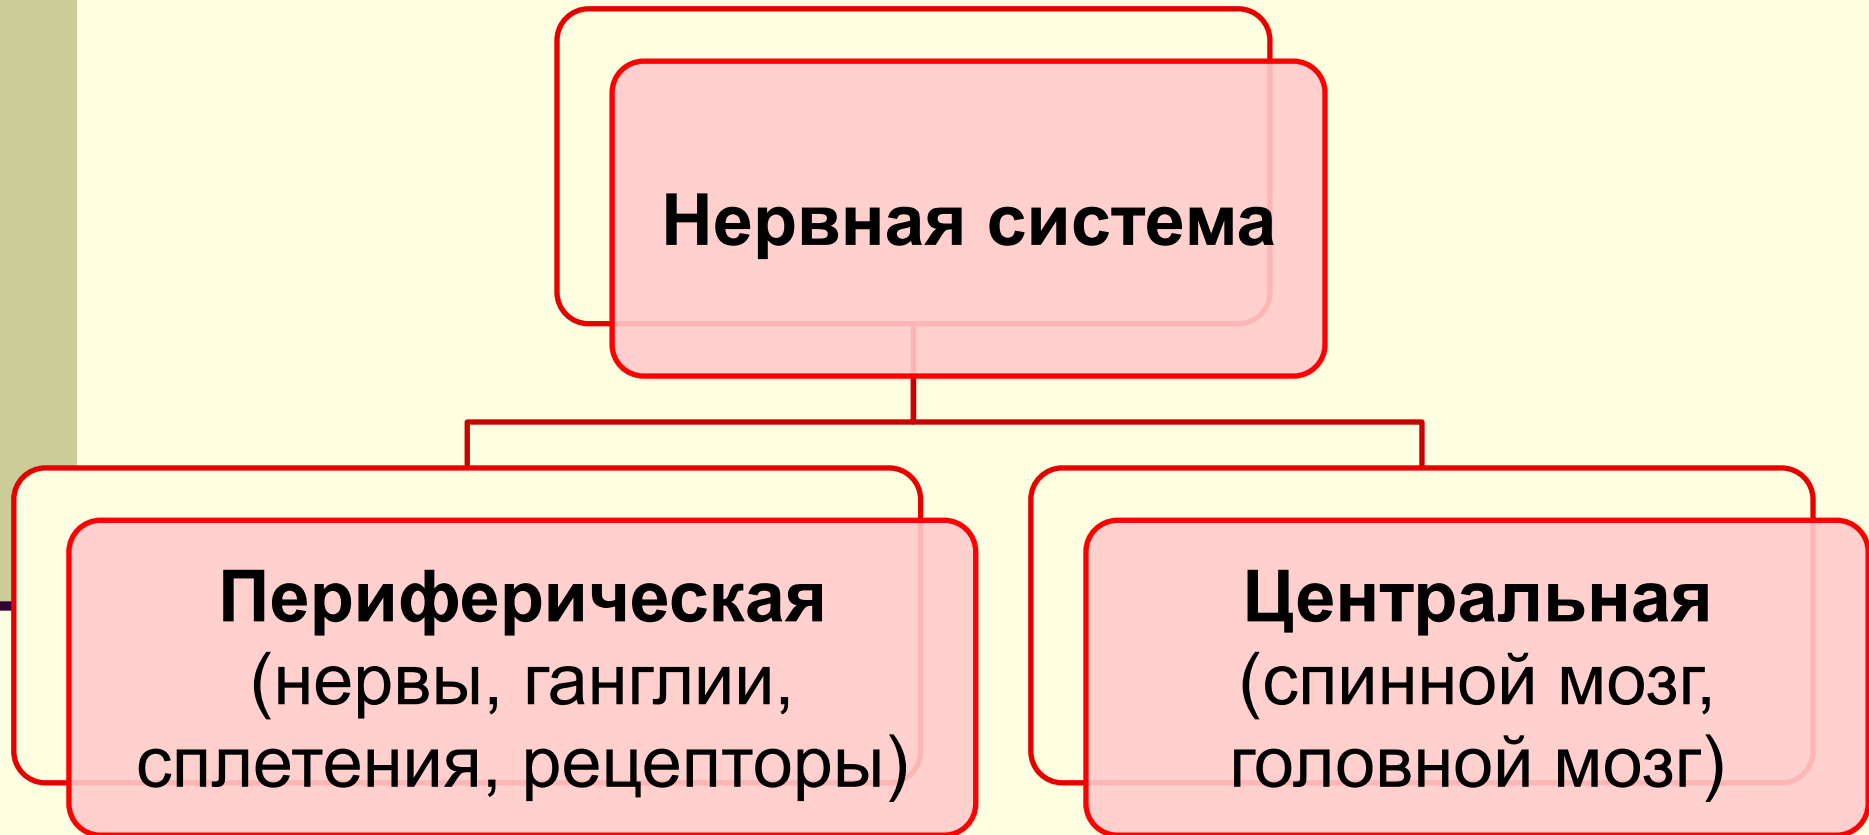 Нервная система
Периферическая
(нервы, ганглии,
сплетения, рецепторы)
Центральная
(спинной мозг,
головной мозг)